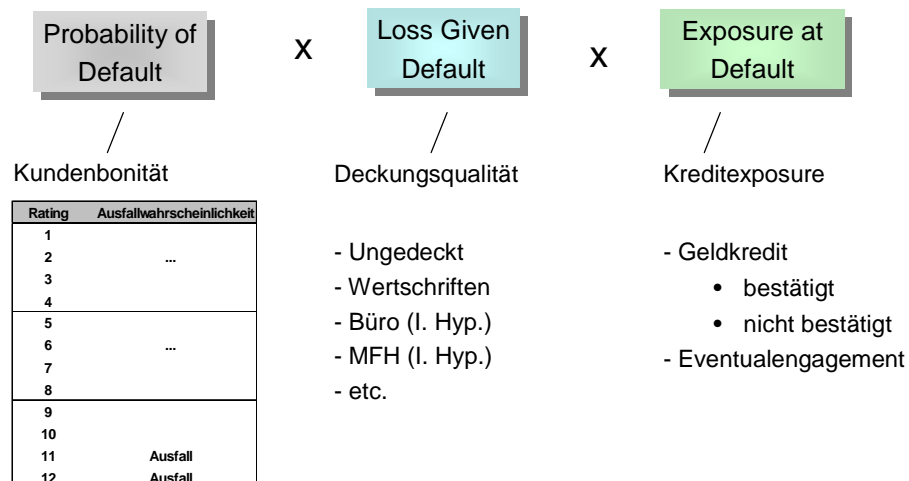 Probability of
Default
x
Loss Given
Default
x
Exposure at
Default
Kundenbonität
Rating Ausfallwahrscheinlichkeit
1
2 ...
3
4
5
6 ...
7
8
9
10
11 Ausfall
12 Ausfall
Deckungsqualität
- Ungedeckt
- Wertschriften
- Büro (I. Hyp.)
- MFH (I. Hyp.)
- etc.
Kreditexposure
- Geldkredit
• bestätigt
• nicht bestätigt
- Eventualengagement